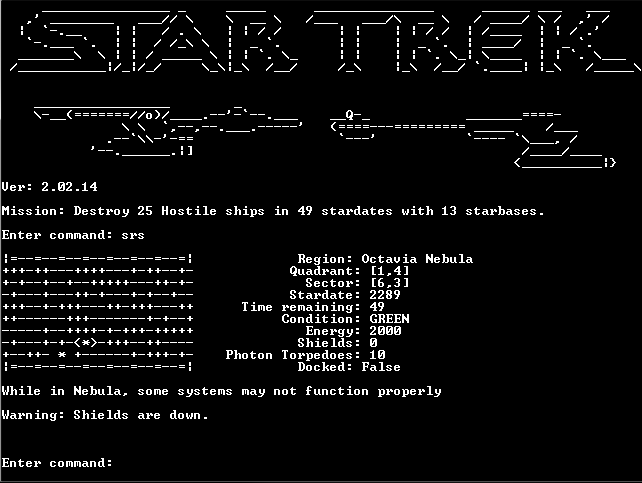 STAR TREK
Ver: 2.02.14
Mission: Destroy 25 Hostile ships in 49 stardates with 13 starbases.
Enter command: srs
Region: Octavia Nebula
Quadrant: [1,4]
Sector: [6,3]
Stardate: 2289
Time remaining: 49
Condition: GREEN
Energy: 2000
Shields: 0
Photon Torpedoes: 10
Docked: False
While in Nebula, some systems may not function properly
Warning: Shields are down.
Enter command: